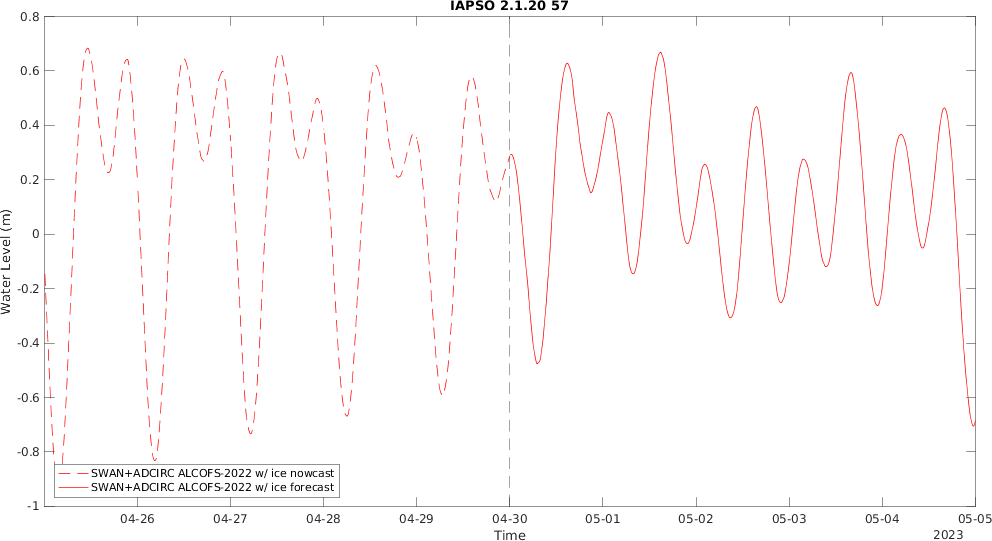 IAPSO 2.1.20 57
0.8
0.6
0.4
0.2
0
-0.2
-0.4
-0.6
-0.8
-1
Water Level (m)
SWAN+ADCIRC ALCOFS-2022 w/ ice nowcast
SWAN+ADCIRC ALCOFS-2022 w/ ice forecast
04-26 04-27 04-28 04-29 04-30 05-01 05-02 05-03 05-04 05-05
Time
2023